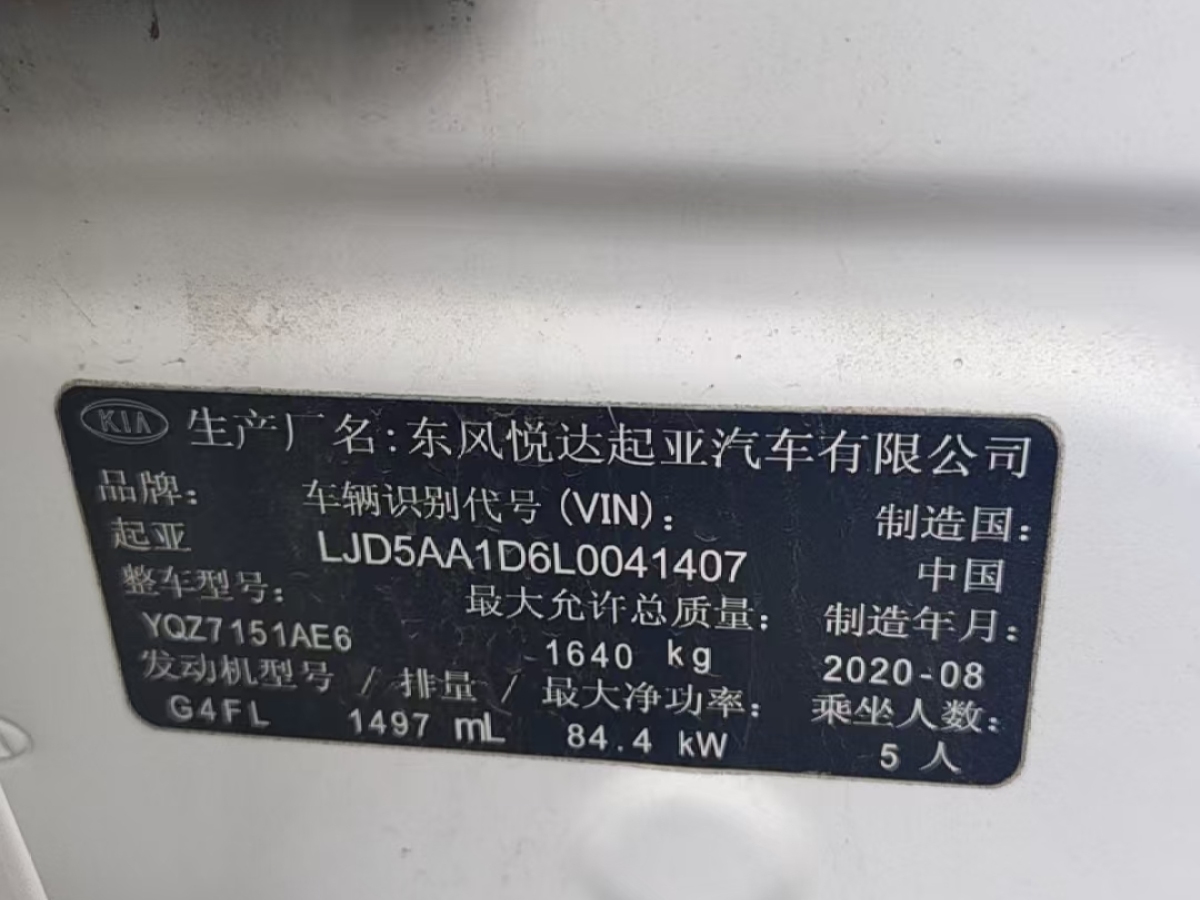 KIA 生产厂名:东风悦达起亚汽车有限公司
品牌: 车辆识别代号(VIN): 制造国:
起亚 LJD5AA1D6L0041407 中国
整车型号: 最大允许总质量: 制造年月:
YQZ7151AE6 1640 kg 2020-08
发动机型号 / 排量 / 最大净功率: 乘坐人数:
G4FL 1497 mL 84.4 kW 5 人